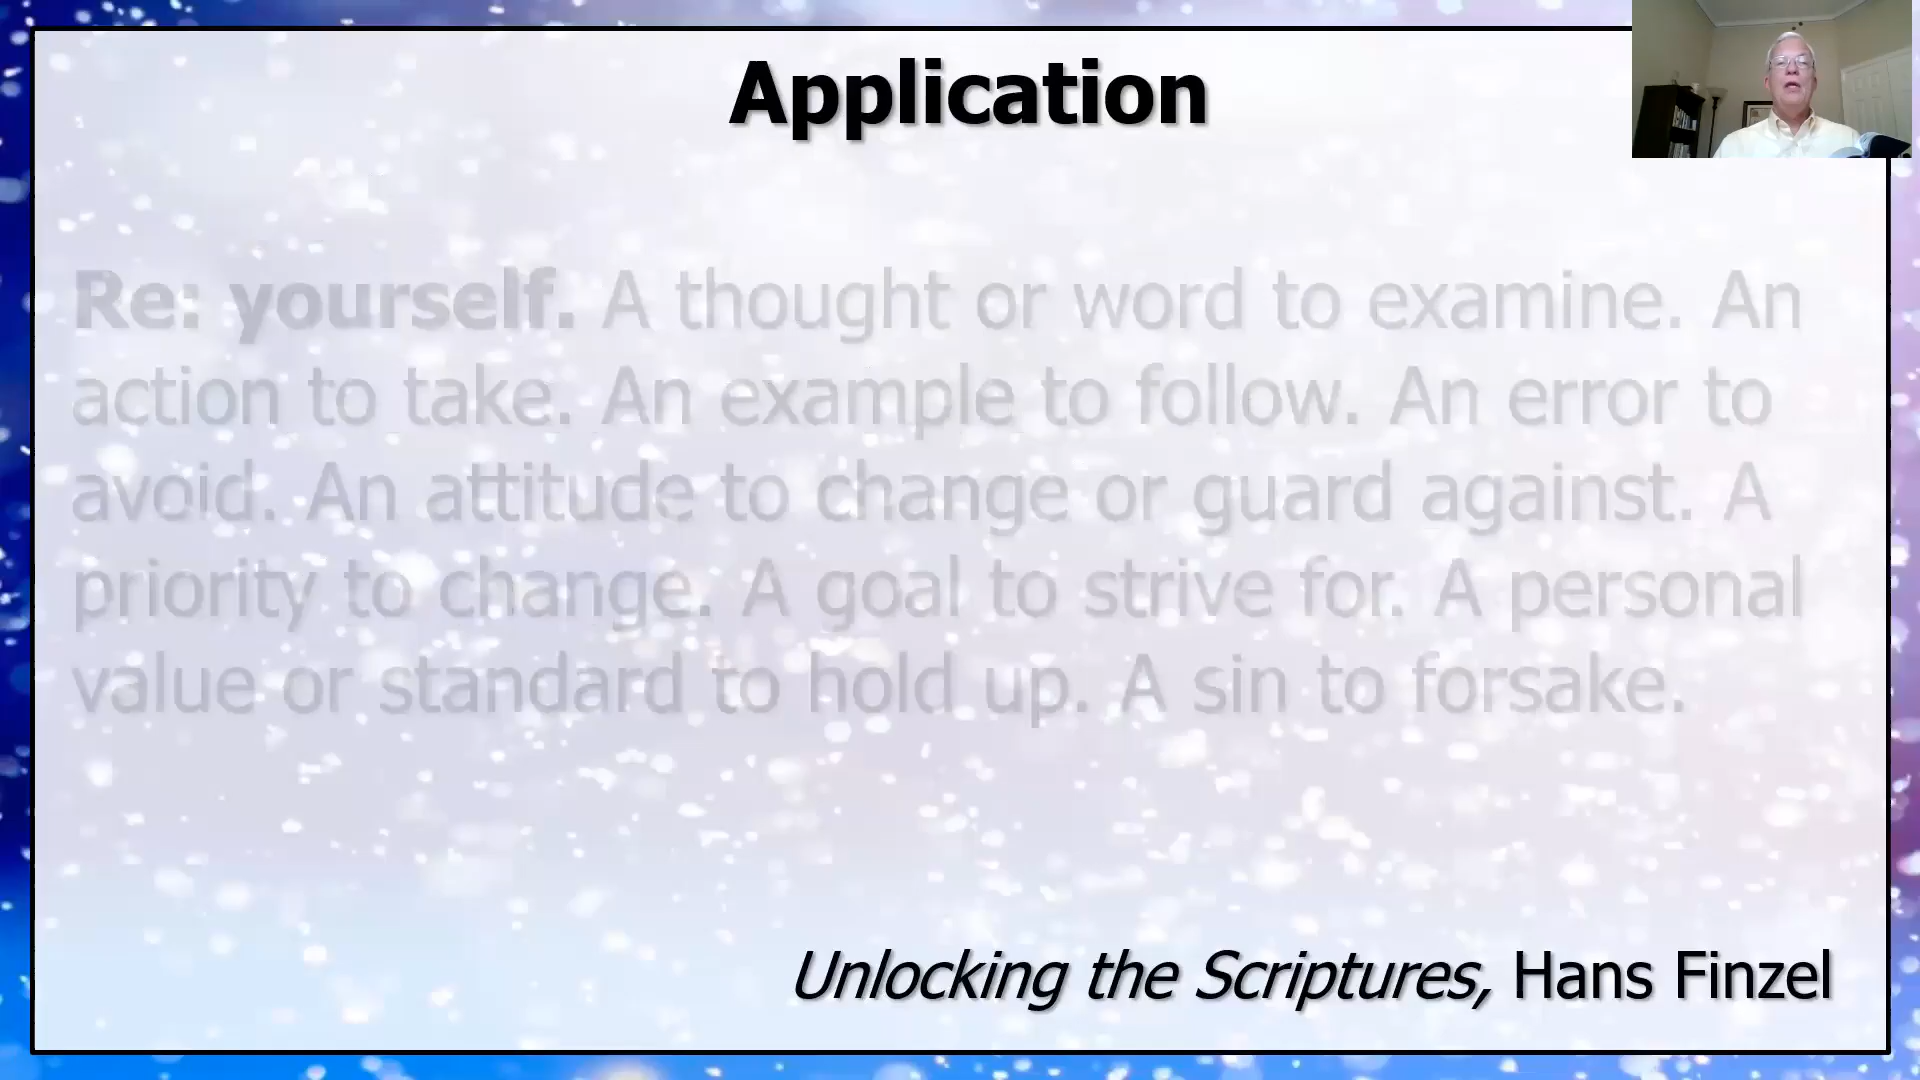 Application
Re: yourself. A thought or word to examine. An
action to take. An example to follow. An error to
avoid. An attitude to change or guard against. A
priority to change. A goal to strive for. A personal
value or standard to hold up. A sin to forsake.
Unlocking the Scriptures, Hans Finzel